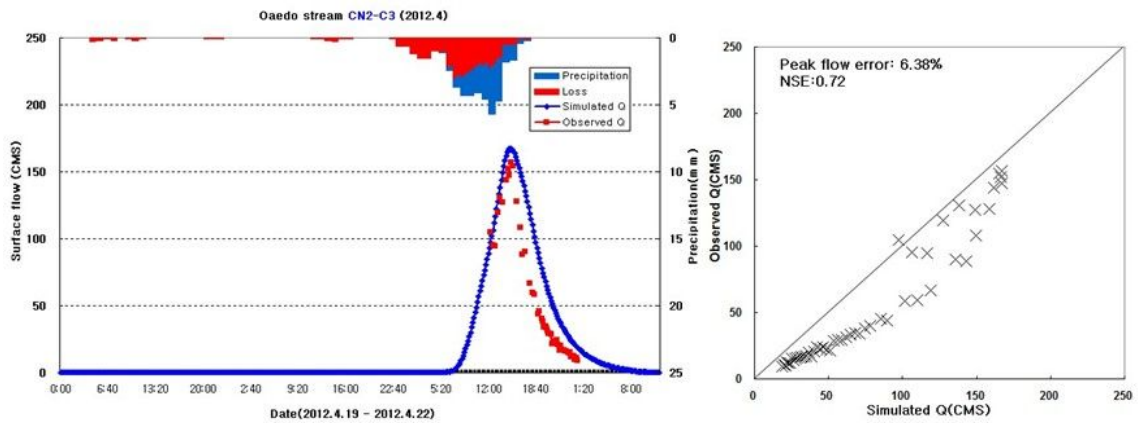 Oaedo stream CN2-C3 (2012.4)
250
200
150
100
50
0
Surface flow (CMS)
0
5
10
15
20
25
Precipitation(mm)
Precipitation
Loss
Simulated Q
Observed Q
0:00 6:40 13:20 20:00 2:40 9:20 16:00 22:40 5:20 12:00 18:40 1:20 8:00
Date(2012.4.19 - 2012.4.22)
Peak flow error: 6.38%
NSE:0.72
250
200
150
100
50
0
Observed Q(CMS)
0 50 100 150 200 250
Simulated Q(CMS)